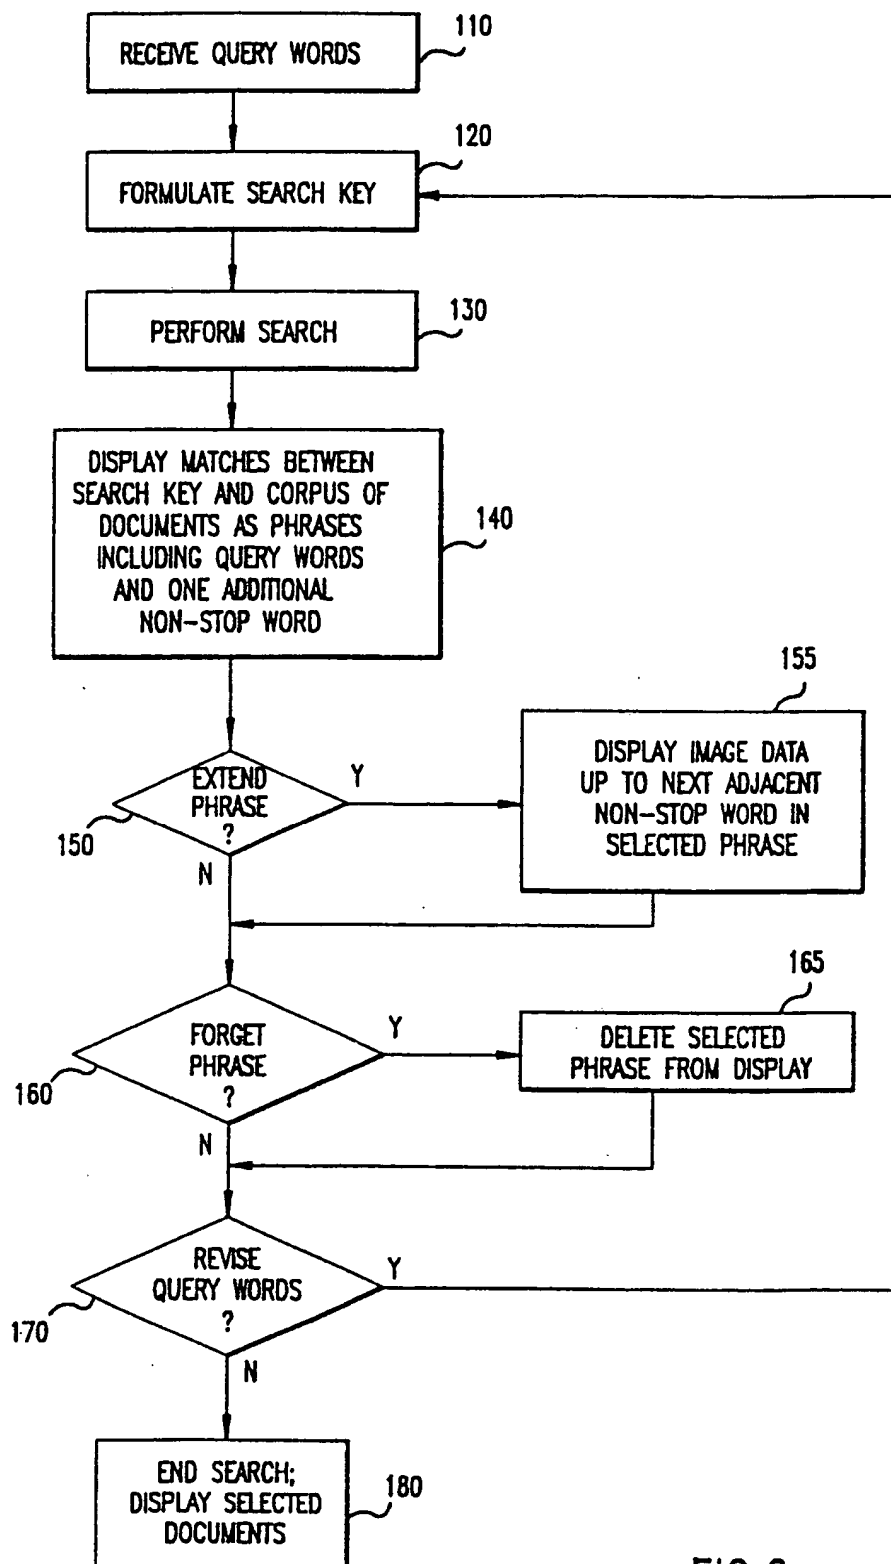 RECEIVE QUERY WORDS
110
120
FORMULATE SEARCH KEY
130
PERFORM SEARCH
DISPLAY MATCHES BETWEEN
SEARCH KEY AND CORPUS OF
DOCUMENTS AS PHRASES
INCLUDING QUERY WORDS
AND ONE ADDITIONAL
NON-STOP WORD
140
155
EXTEND
PHRASE
?
Y
150
N
DISPLAY IMAGE DATA
UP TO NEXT ADJACENT
NON-STOP WORD IN
SELECTED PHRASE
165
FORGET
PHRASE
?
Y
160
N
DELETE SELECTED
PHRASE FROM DISPLAY
REVISE
QUERY WORDS
?
Y
170
N
END SEARCH;
DISPLAY SELECTED
DOCUMENTS
180